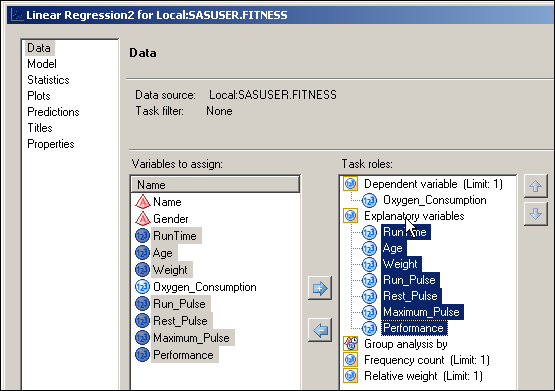 Linear Regression2 for Local:SASUSER.FITNESS
Data
Model
Statistics
Plots
Predictions
Titles
Properties
Data
Data source: Local:SASUSER.FITNESS
Task filter: None
Variables to assign:
Name
Name
Gender
RunTime
Age
Weight
Oxygen_Consumption
Run_Pulse
Rest_Pulse
Maximum_Pulse
Performance
Task roles:
Dependent variable (Limit: 1)
Oxygen_Consumption
Explanatory variables
RunTime
Age
Weight
Run_Pulse
Rest_Pulse
Maximum_Pulse
Performance
Group analysis by
Frequency count (Limit: 1)
Relative weight (Limit: 1)